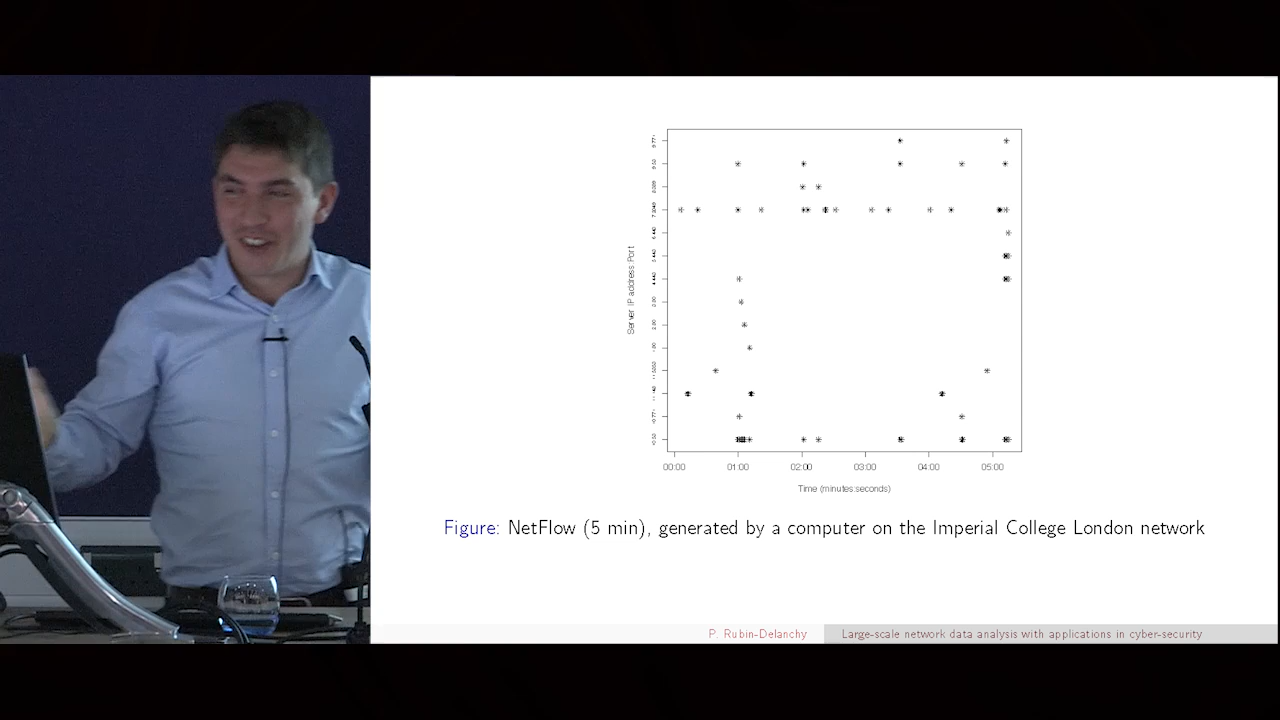 Server IP address:Port
00:00 01:00 02:00 03:00 04:00 05:00
Time (minutes:seconds)
Figure: NetFlow (5 min), generated by a computer on the Imperial College London network
P. Rubin-Delanchy Large-scale network data analysis with applications in cyber-security